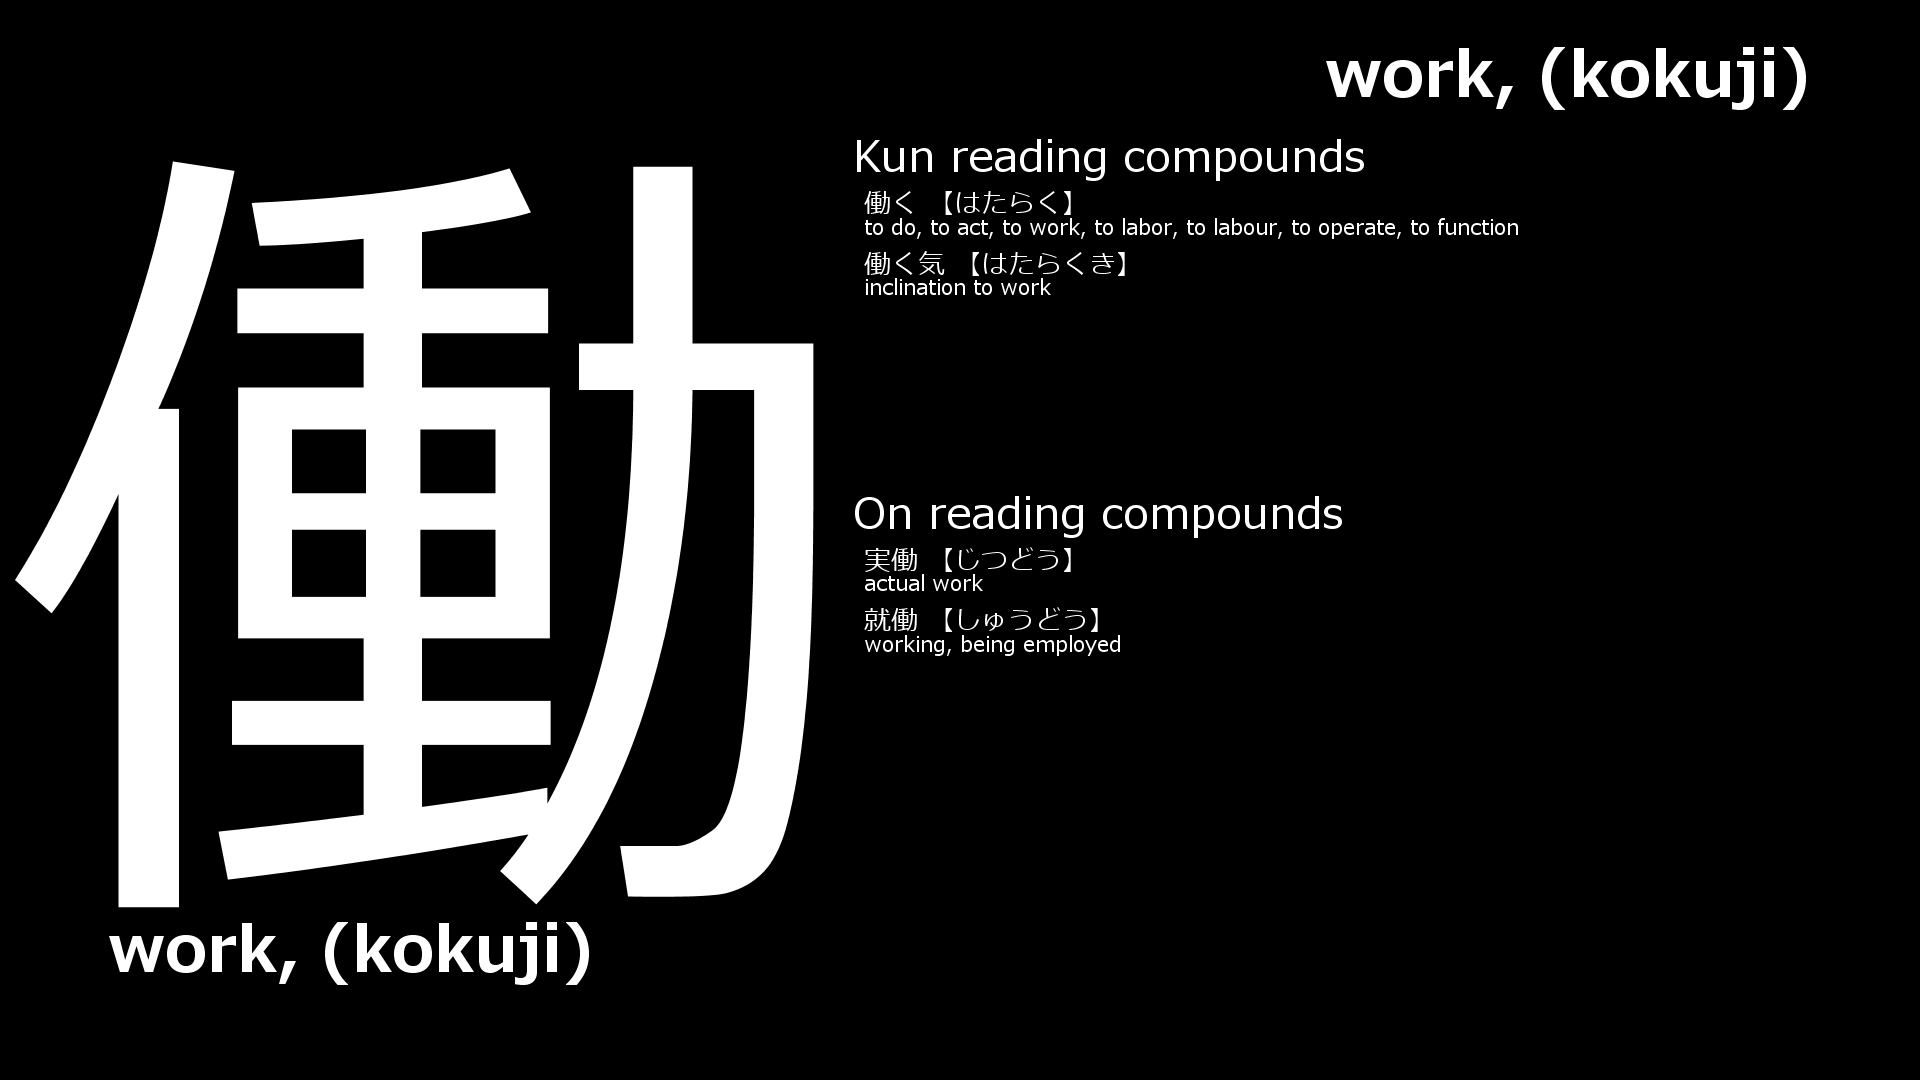 work, (kokuji)
働
work, (kokuji)
Kun reading compounds
働く 【はたらく】
to do, to act, to work, to labor, to labour, to operate, to function
働く気 【はたらくき】
inclination to work
On reading compounds
実働 【じつどう】
actual work
就働 【しゅうどう】
working, being employed